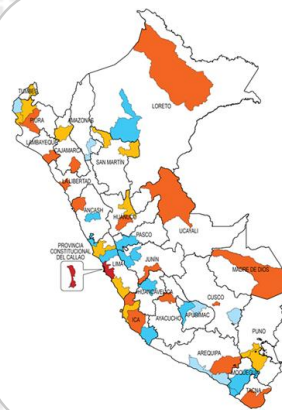 LORETO
TUMBES
PIURA
AMAZONAS
LAMBAYEQUE
CAJAMARCA
SAN MARTÍN
LA LIBERTAD
ANCASH
HUÁNUCO
UCAYALI
PASCO
PROVINCIA
CONSTITUCIONAL
DEL CALLAO
LIMA
JUNÍN
MADRE DE DIOS
HUANCAVELICA
CUSCO
ICA
AYACUCHO
APURÍMAC
PUNO
AREQUIPA
MOQUEGUA
TACNA